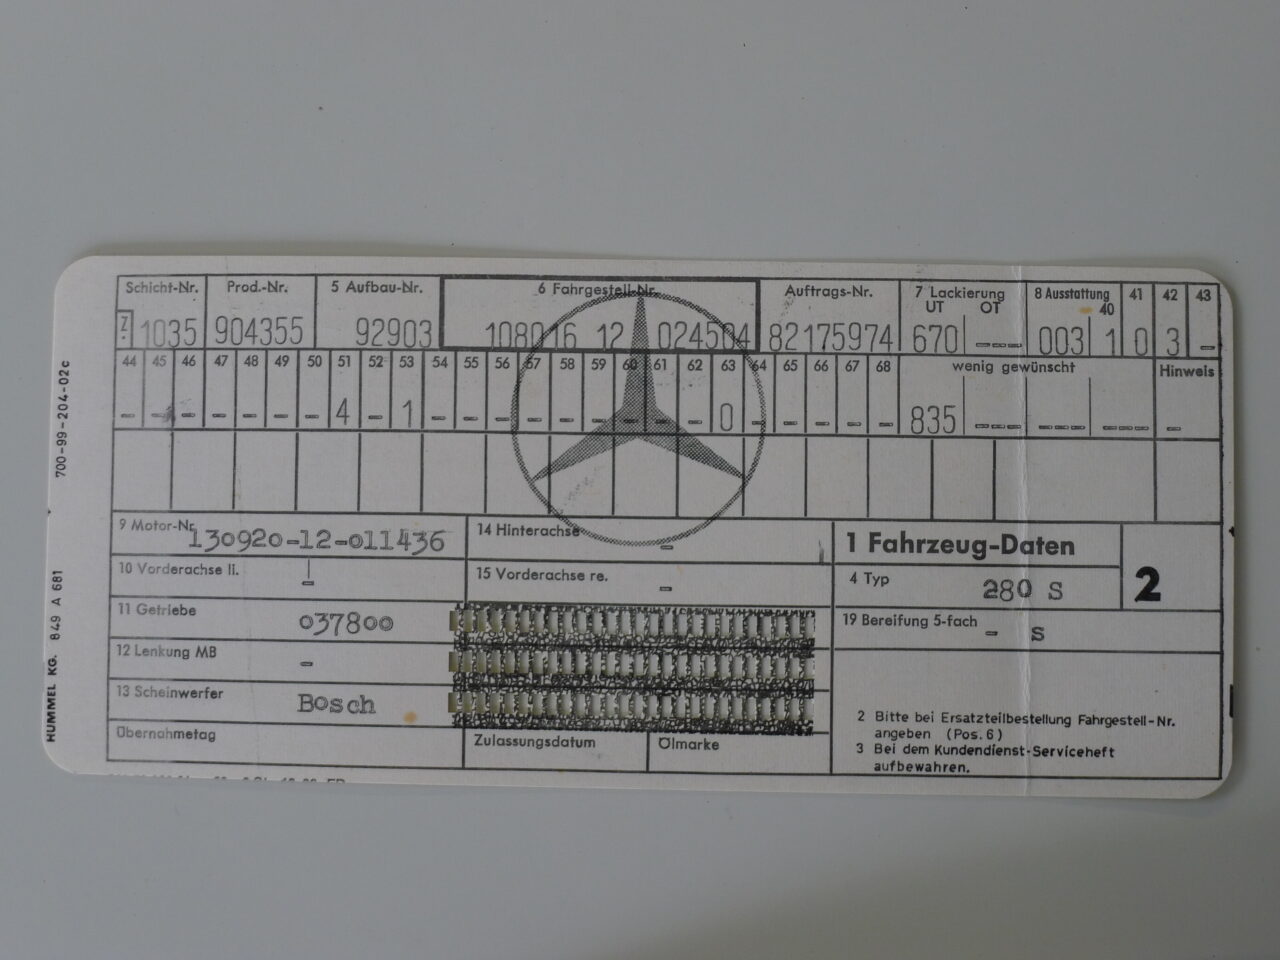 Schicht-Nr. Prod.-Nr. 5 Aufbau-Nr. 6 Fahrgestell-Nr. Auftrags-Nr. 7 Lackierung 8 Ausstattung 41 42 43
UT OT 40
Z. 1035 904355 92903 108016 12 024504 82175974 670 --- 003 1 0 3 -
44 45 46 47 48 49 50 51 52 53 54 55 56 57 58 59 60 61 62 63 64 65 66 67 68 wenig gewünscht Hinweis
- - - - - - - 4 - 1 - - - - - - - - - 0 - - - - - 835 --- --- --- -
9 Motor-Nr. 130920-12-011436
10 Vorderachse li. -
11 Getriebe 037800
12 Lenkung MB -
13 Scheinwerfer Bosch
Übernahmetag
14 Hinterachse -
15 Vorderachse re. -
Zulassungsdatum Ölmarke
1 Fahrzeug-Daten 2
4 Typ 280 S
19 Bereifung 5-fach - S
2 Bitte bei Ersatzteilbestellung Fahrgestell-Nr.
angeben (Pos. 6)
3 Bei dem Kundendienst-Serviceheft
aufbewahren.
HUMMEL KG. 849 A 681 700-99-204-02c